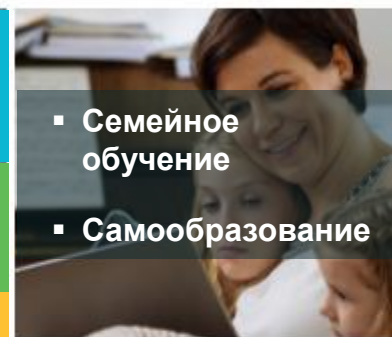 ▪ Семейное
обучение
▪ Самообразование